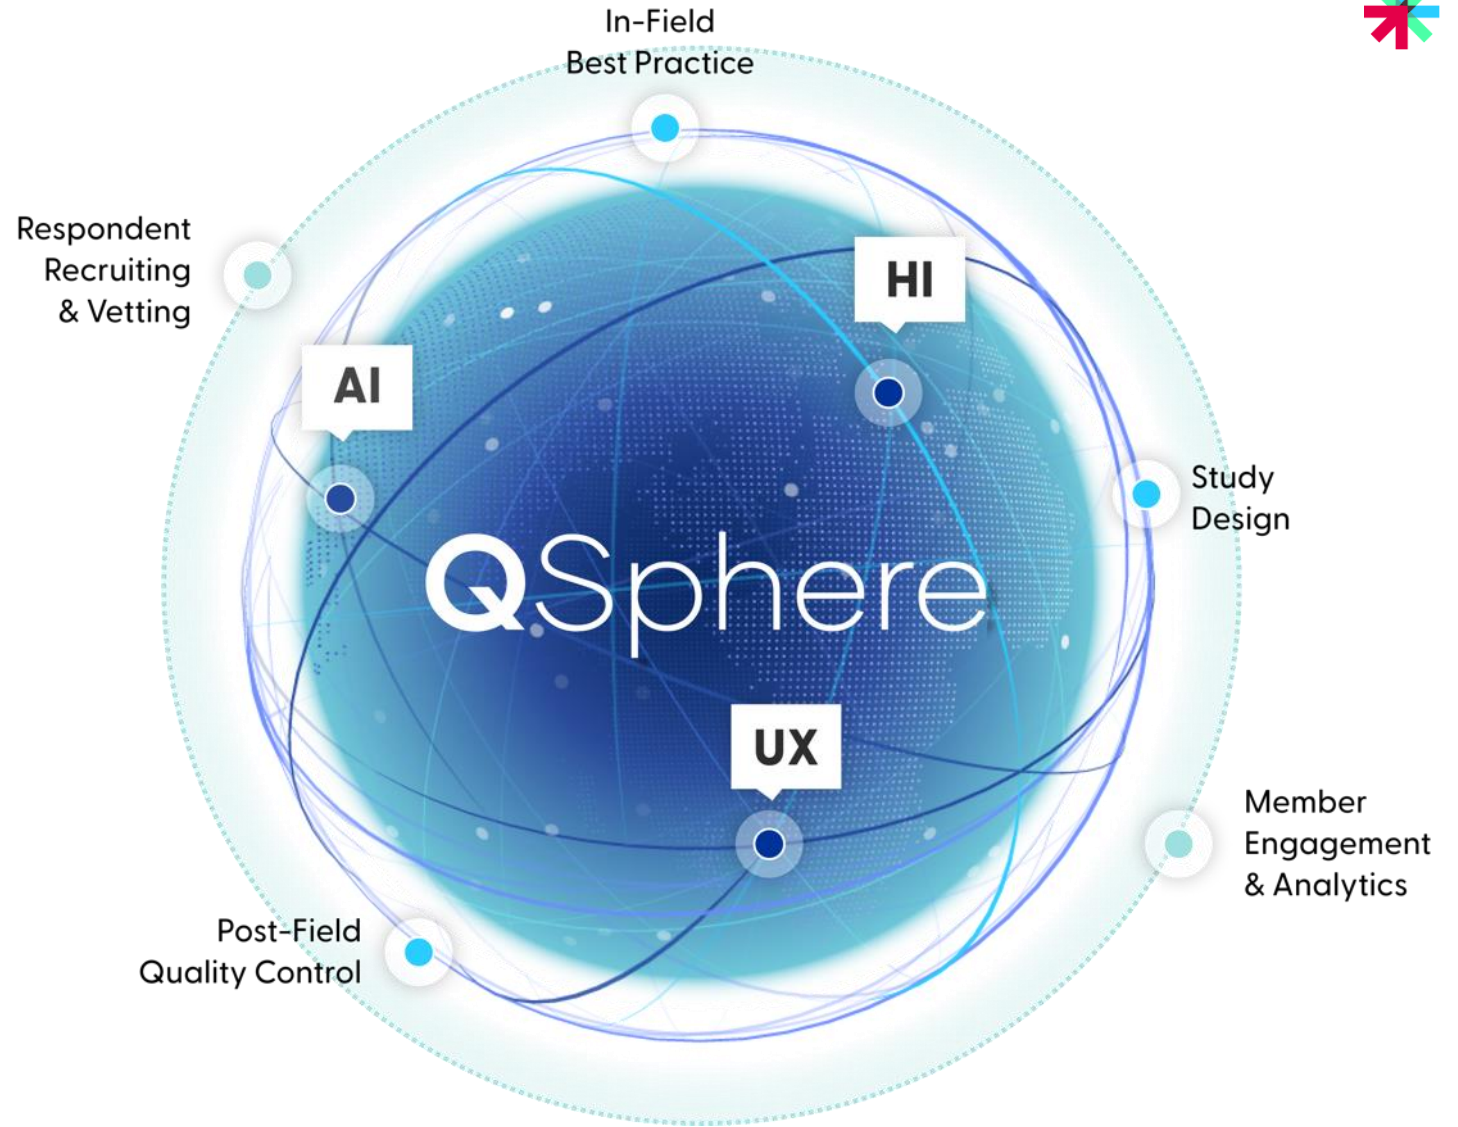 In-Field
Best Practice
Respondent
Recruiting
& Vetting
HI
AI
Study
Design
QSphere
UX
Member
Engagement
& Analytics
Post-Field
Quality Control